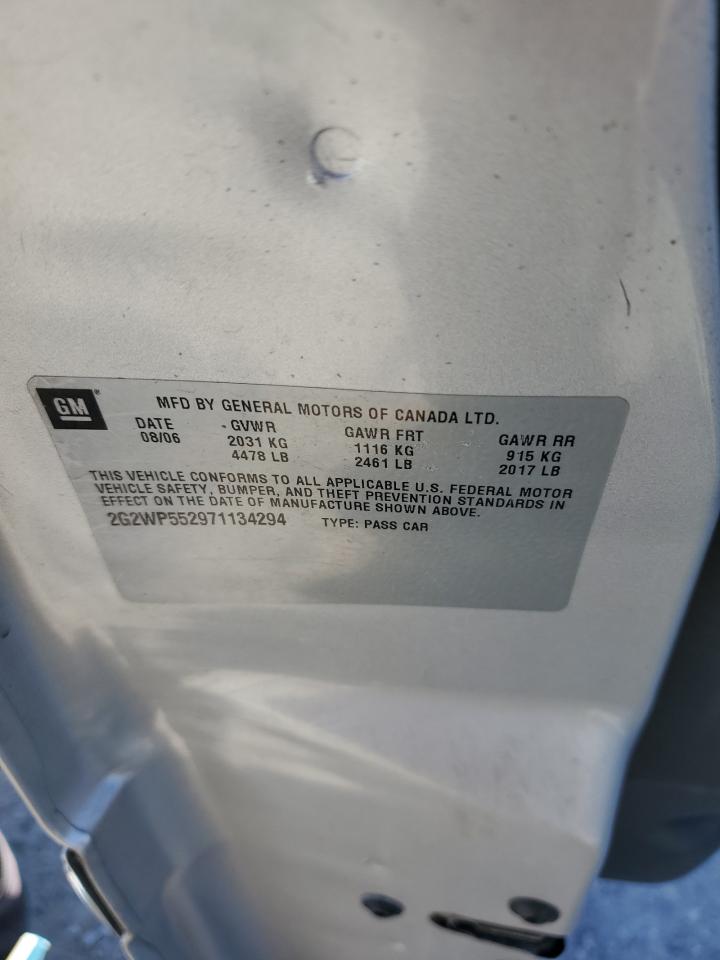 GM®
MFD BY GENERAL MOTORS OF CANADA LTD.
DATE GVWR GAWR FRT GAWR RR
08/06 2031 KG 1116 KG 915 KG
4478 LB 2461 LB 2017 LB
THIS VEHICLE CONFORMS TO ALL APPLICABLE U.S. FEDERAL MOTOR
VEHICLE SAFETY, BUMPER, AND THEFT PREVENTION STANDARDS IN
EFFECT ON THE DATE OF MANUFACTURE SHOWN ABOVE.
2G2WP552971134294 TYPE: PASS CAR